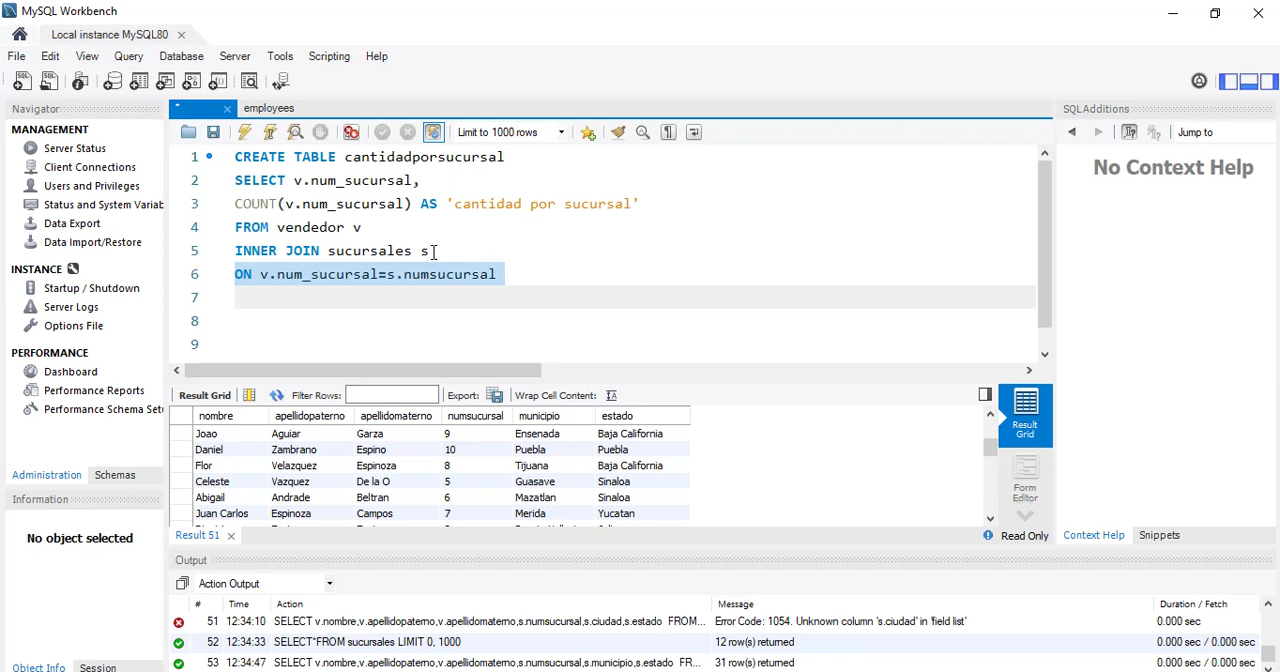 MySQL Workbench
Local instance MySQL80
File Edit View Query Database Server Tools Scripting Help
Navigator
MANAGEMENT
Server Status
Client Connections
Users and Privileges
Status and System Variab
Data Export
Data Import/Restore
INSTANCE
Startup / Shutdown
Server Logs
Options File
PERFORMANCE
Dashboard
Performance Reports
Performance Schema Setu
Administration Schemas
Information
No object selected
Object Info Session
employees
Limit to 1000 rows
1 CREATE TABLE cantidadporsucursal
2 SELECT v.num_sucursal,
3 COUNT(v.num_sucursal) AS 'cantidad por sucursal'
4 FROM vendedor v
5 INNER JOIN sucursales s
6 ON v.num_sucursal=s.numsucursal
7
8
9
Result Grid Filter Rows: Export: Wrap Cell Content:
nombre apellidopaterno apellidomaterno numsucursal municipio estado
Joao Aguiar Garza 9 Ensenada Baja California
Daniel Zambrano Espino 10 Puebla Puebla
Flor Velazquez Espinoza 8 Tijuana Baja California
Celeste Vazquez De la O 5 Guasave Sinaloa
Abigail Andrade Beltran 6 Mazatlan Sinaloa
Juan Carlos Espinoza Campos 7 Merida Yucatan
Result Grid
Form Editor
Result 51
Read Only
SQLAdditions
Jump to
No Context Help
Context Help Snippets
Output
Action Output
# Time Action Message Duration / Fetch
51 12:34:10 SELECT v.nombre,v.apellidopaterno,v.apellidomaterno,s.numsucursal,s.ciudad,s.estado FROM... Error Code: 1054. Unknown column 's.ciudad' in 'field list' 0.000 sec
52 12:34:33 SELECT*FROM sucursales LIMIT 0, 1000 12 row(s) returned 0.000 sec / 0.000 sec
53 12:34:47 SELECT v.nombre,v.apellidopaterno,v.apellidomaterno,s.numsucursal,s.municipio,s.estado FR... 31 row(s) returned 0.000 sec / 0.000 sec